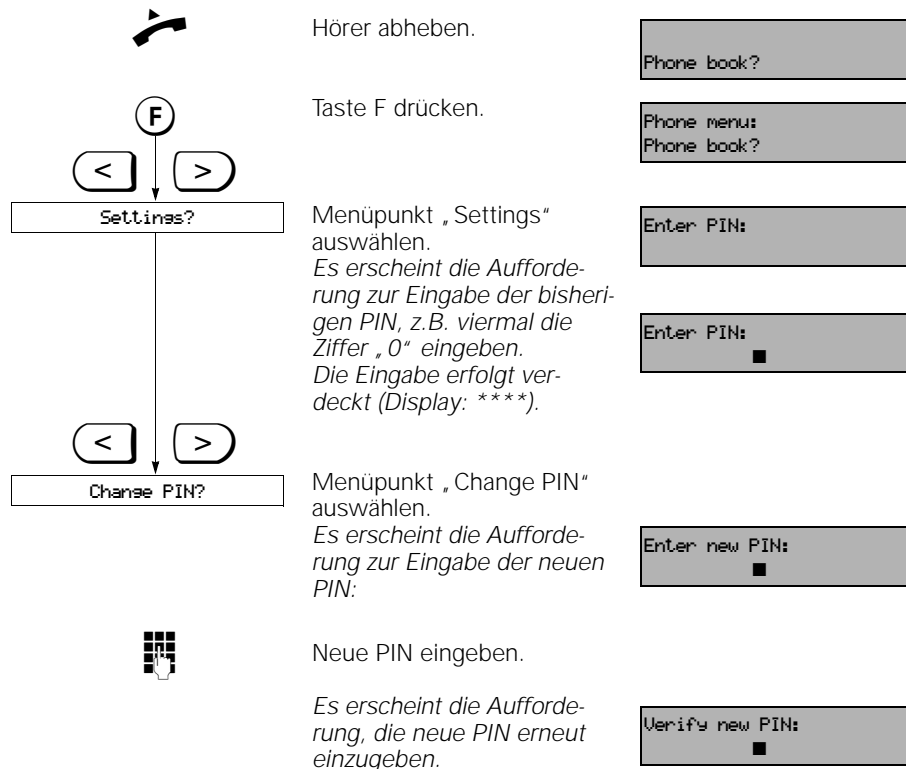 Hörer abheben.
Phone book?
F
Taste F drücken.
Phone menu:
Phone book?
< >
Settings?
Menüpunkt „Settings“
auswählen.
Es erscheint die Aufforde-
rung zur Eingabe der bisheri-
gen PIN, z.B. viermal die
Ziffer „0“ eingeben.
Die Eingabe erfolgt ver-
deckt (Display: ****).
Enter PIN:
Enter PIN:
< >
Change PIN?
Menüpunkt „Change PIN“
auswählen.
Es erscheint die Aufforde-
rung zur Eingabe der neuen
PIN:
Enter new PIN:
Neue PIN eingeben.
Es erscheint die Aufforde-
rung, die neue PIN erneut
einzugeben.
Verify new PIN: